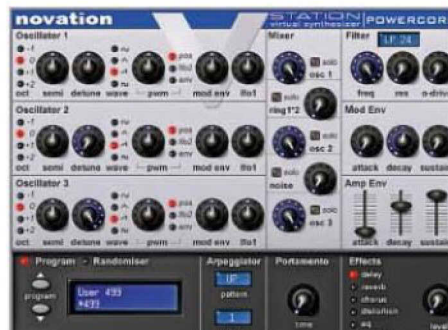 novation
V STATION
virtual synthesizer
POWERCOR
Oscillator 1
-1
0
+1
+2
oct semi detune wave pwm
pos
lfo2
env
mod env lfo1
Mixer
solo
osc 1
ring1*2
solo
Filter
LP 24
freq res o-driv
Oscillator 2
-1
0
+1
+2
oct semi detune wave pwm
pos
lfo2
env
mod env lfo1
solo
osc 2
noise
solo
Mod Env
attack decay sustain
Oscillator 3
-1
0
+1
+2
oct semi detune wave pwm
pos
lfo2
env
mod env lfo1
solo
osc 3
Amp Env
attack decay sustain
Program Randomiser
program
User 499
*499
Arpeggiator
UP
pattern
1
Portamento
time
Effects
delay
reverb
chorus
distortion
eq